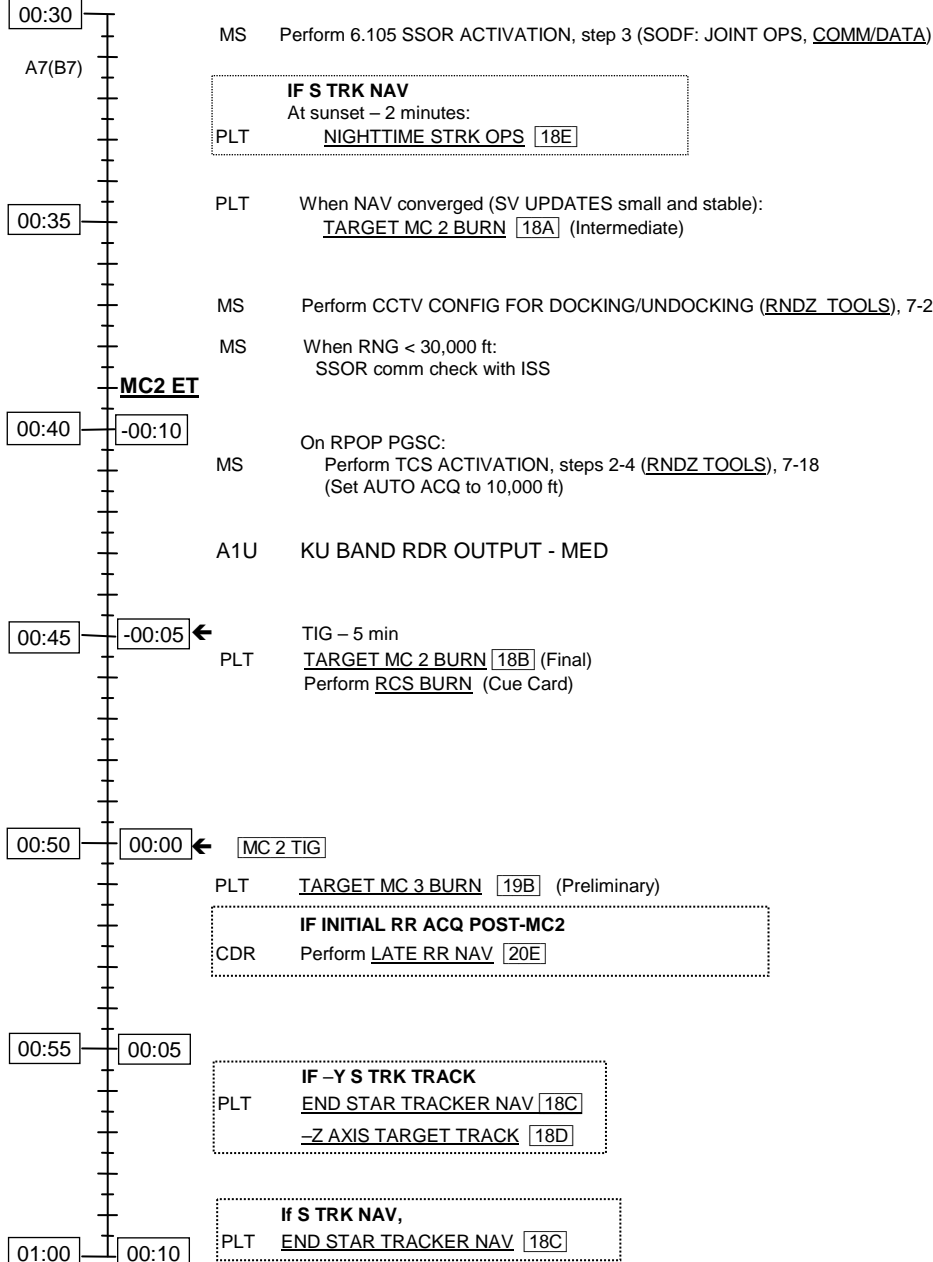 00:30
MS Perform 6.105 SSOR ACTIVATION, step 3 (SODF: JOINT OPS, COMM/DATA)
A7(B7)
IF S TRK NAV
At sunset – 2 minutes:
PLT NIGHTTIME STRK OPS 18E
PLT When NAV converged (SV UPDATES small and stable):
00:35 TARGET MC 2 BURN 18A (Intermediate)
MS Perform CCTV CONFIG FOR DOCKING/UNDOCKING (RNDZ TOOLS), 7-2
MS When RNG < 30,000 ft:
SSOR comm check with ISS
MC2 ET
00:40 -00:10
On RPOP PGSC:
MS Perform TCS ACTIVATION, steps 2-4 (RNDZ TOOLS), 7-18
(Set AUTO ACQ to 10,000 ft)
A1U KU BAND RDR OUTPUT - MED
00:45 -00:05 ← TIG – 5 min
PLT TARGET MC 2 BURN 18B (Final)
Perform RCS BURN (Cue Card)
00:50 00:00 ← MC 2 TIG
PLT TARGET MC 3 BURN 19B (Preliminary)
IF INITIAL RR ACQ POST-MC2
CDR Perform LATE RR NAV 20E
00:55 00:05
IF –Y S TRK TRACK
PLT END STAR TRACKER NAV 18C
–Z AXIS TARGET TRACK 18D
If S TRK NAV,
PLT END STAR TRACKER NAV 18C
01:00 00:10